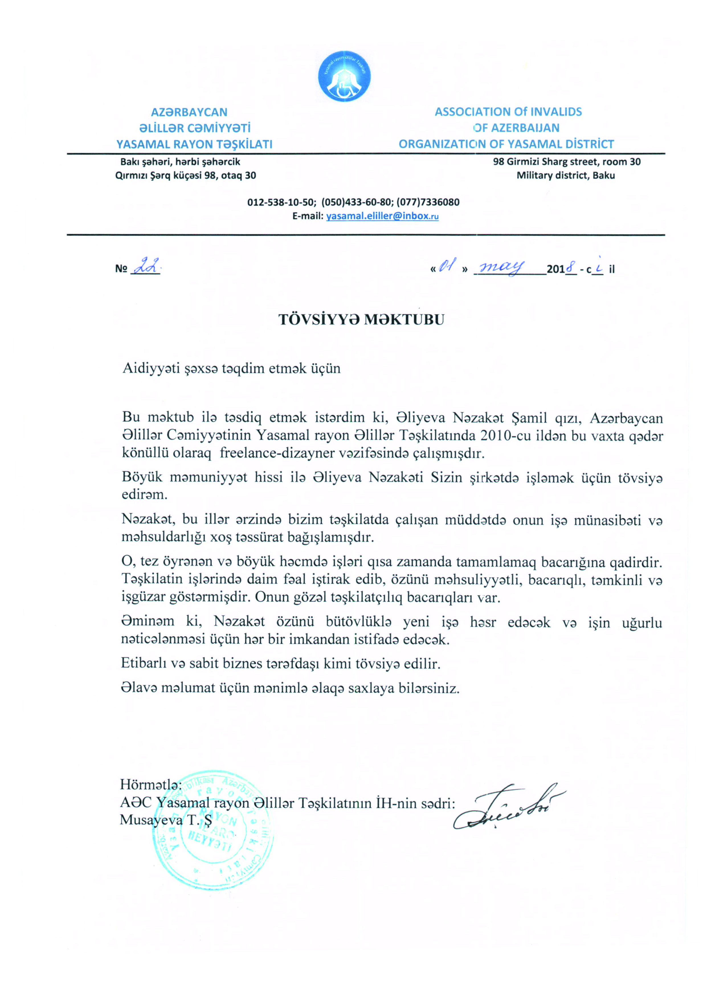 Yasamal rayon Əlillər Təşkilatı
AZƏRBAYCAN
ƏLİLLƏR CƏMİYYƏTİ
YASAMAL RAYON TƏŞKİLATI
ASSOCIATION Of INVALIDS
OF AZERBAIJAN
ORGANIZATION OF YASAMAL DİSTRİCT
Bakı şəhəri, hərbi şəhərcik
Qırmızı Şərq küçəsi 98, otaq 30
98 Girmizi Sharg street, room 30
Military district, Baku
012-538-10-50; (050)433-60-80; (077)7336080
E-mail: yasamal.eliller@inbox.ru
№ 22.
« 01 » may 2018 - ci il
TÖVSİYYƏ MƏKTUBU
Aidiyyəti şəxsə təqdim etmək üçün
Bu məktub ilə təsdiq etmək istərdim ki, Əliyeva Nəzakət Şamil qızı, Azərbaycan
Əlillər Cəmiyyətinin Yasamal rayon Əlillər Təşkilatında 2010-cu ildən bu vaxta qədər
könüllü olaraq freelance-dizayner vəzifəsində çalışmışdır.
Böyük məmuniyyət hissi ilə Əliyeva Nəzakəti Sizin şirkətdə işləmək üçün tövsiyə
edirəm.
Nəzakət, bu illər ərzində bizim təşkilatda çalışan müddətdə onun işə münasibəti və
məhsuldarlığı xoş təssürat bağışlamışdır.
O, tez öyrənən və böyük həcmdə işləri qısa zamanda tamamlamaq bacarığına qadirdir.
Təşkilatin işlərində daim fəal iştirak edib, özünü məhsuliyyətli, bacarıqlı, təmkinli və
işgüzar göstərmişdir. Onun gözəl təşkilatçılıq bacarıqları var.
Əminəm ki, Nəzakət özünü bütövlüklə yeni işə həsr edəcək və işin uğurlu
nəticələnməsi üçün hər bir imkandan istifadə edəcək.
Etibarlı və sabit biznes tərəfdaşı kimi tövsiyə edilir.
Əlavə məlumat üçün mənimlə əlaqə saxlaya bilərsiniz.
Hörmətlə:
AƏC Yasamal rayon Əlillər Təşkilatının İH-nin sədri:
Musayeva T. Ş
RAYON
İDARƏ
HEYYƏTİ